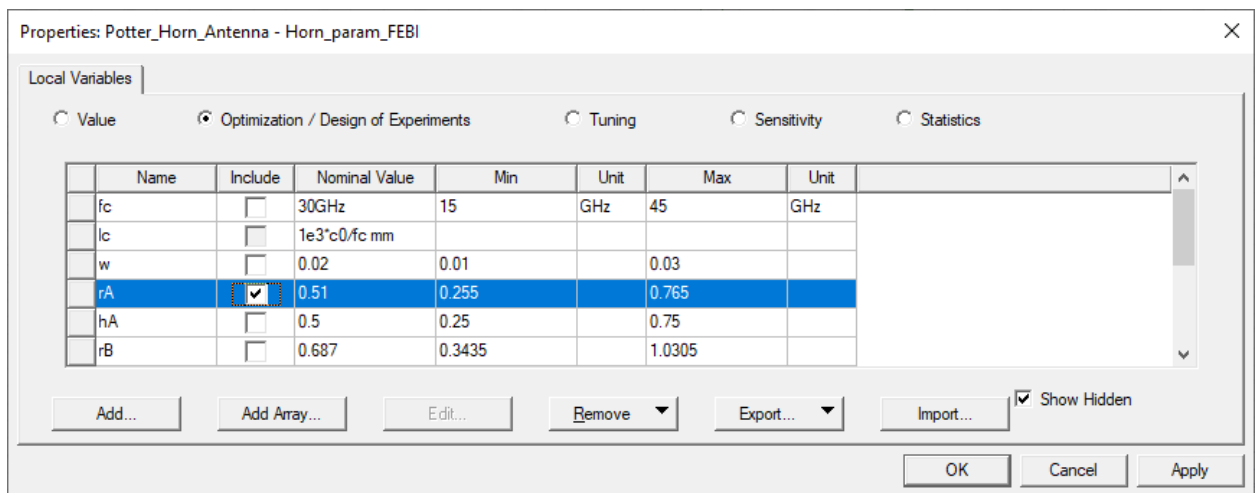 Properties: Potter_Horn_Antenna - Horn_param_FEBI
Local Variables
Value Optimization / Design of Experiments Tuning Sensitivity Statistics
Name Include Nominal Value Min Unit Max Unit
fc 30GHz 15 GHz 45 GHz
lc 1e3*c0/fc mm
w 0.02 0.01 0.03
rA 0.51 0.255 0.765
hA 0.5 0.25 0.75
rB 0.687 0.3435 1.0305
Add... Add Array... Edit... Remove Export... Import... Show Hidden
OK Cancel Apply